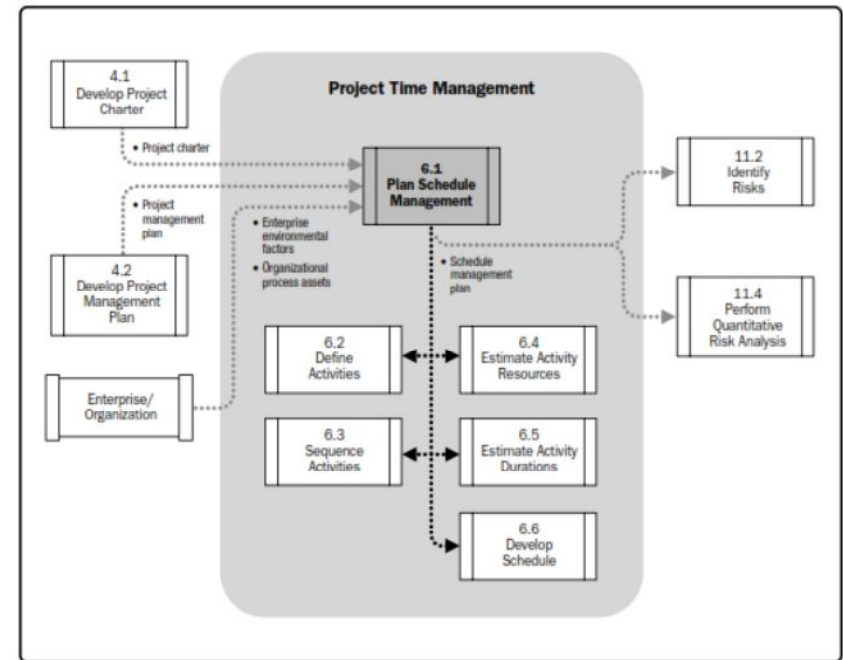 Project Time Management
4.1
Develop Project
Charter
• Project charter
6.1
Plan Schedule
Management
11.2
Identify
Risks
• Project
management
plan
• Enterprise
environmental
factors
• Organizational
process assets
• Schedule
management
plan
4.2
Develop Project
Management
Plan
11.4
Perform
Quantitative
Risk Analysis
Enterprise/
Organization
6.2
Define
Activities
6.4
Estimate Activity
Resources
6.3
Sequence
Activities
6.5
Estimate Activity
Durations
6.6
Develop
Schedule